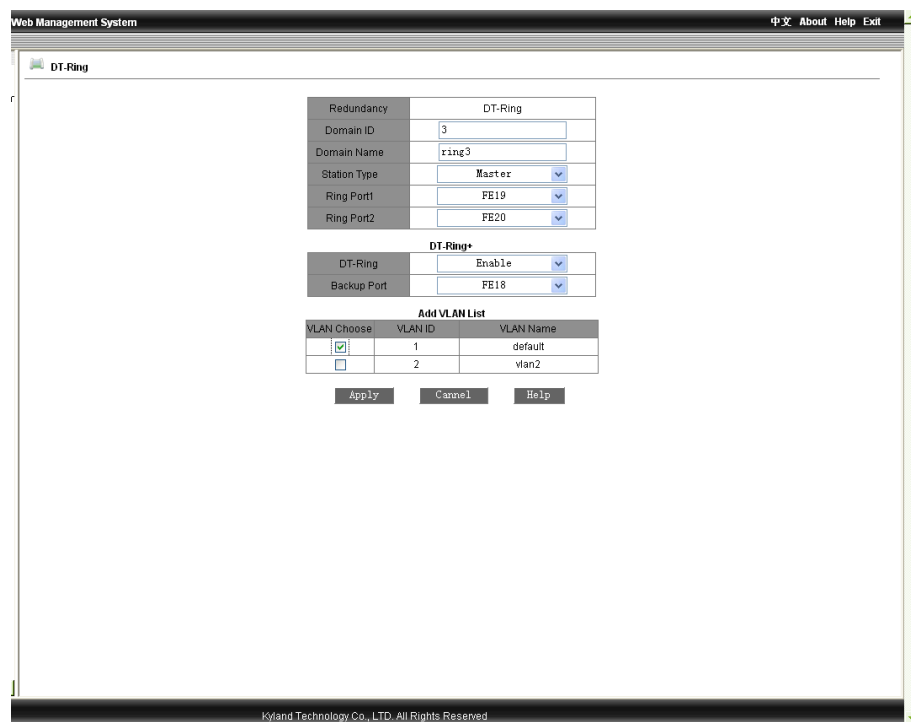 Web Management System 中文 About Help Exit
DT-Ring
Redundancy DT-Ring
Domain ID 3
Domain Name ring3
Station Type Master
Ring Port1 FE19
Ring Port2 FE20
DT-Ring+
DT-Ring Enable
Backup Port FE18
Add VLAN List
VLAN Choose VLAN ID VLAN Name
1 default
2 vlan2
Apply Cannel Help
Kyland Technology Co., LTD. All Rights Reserved